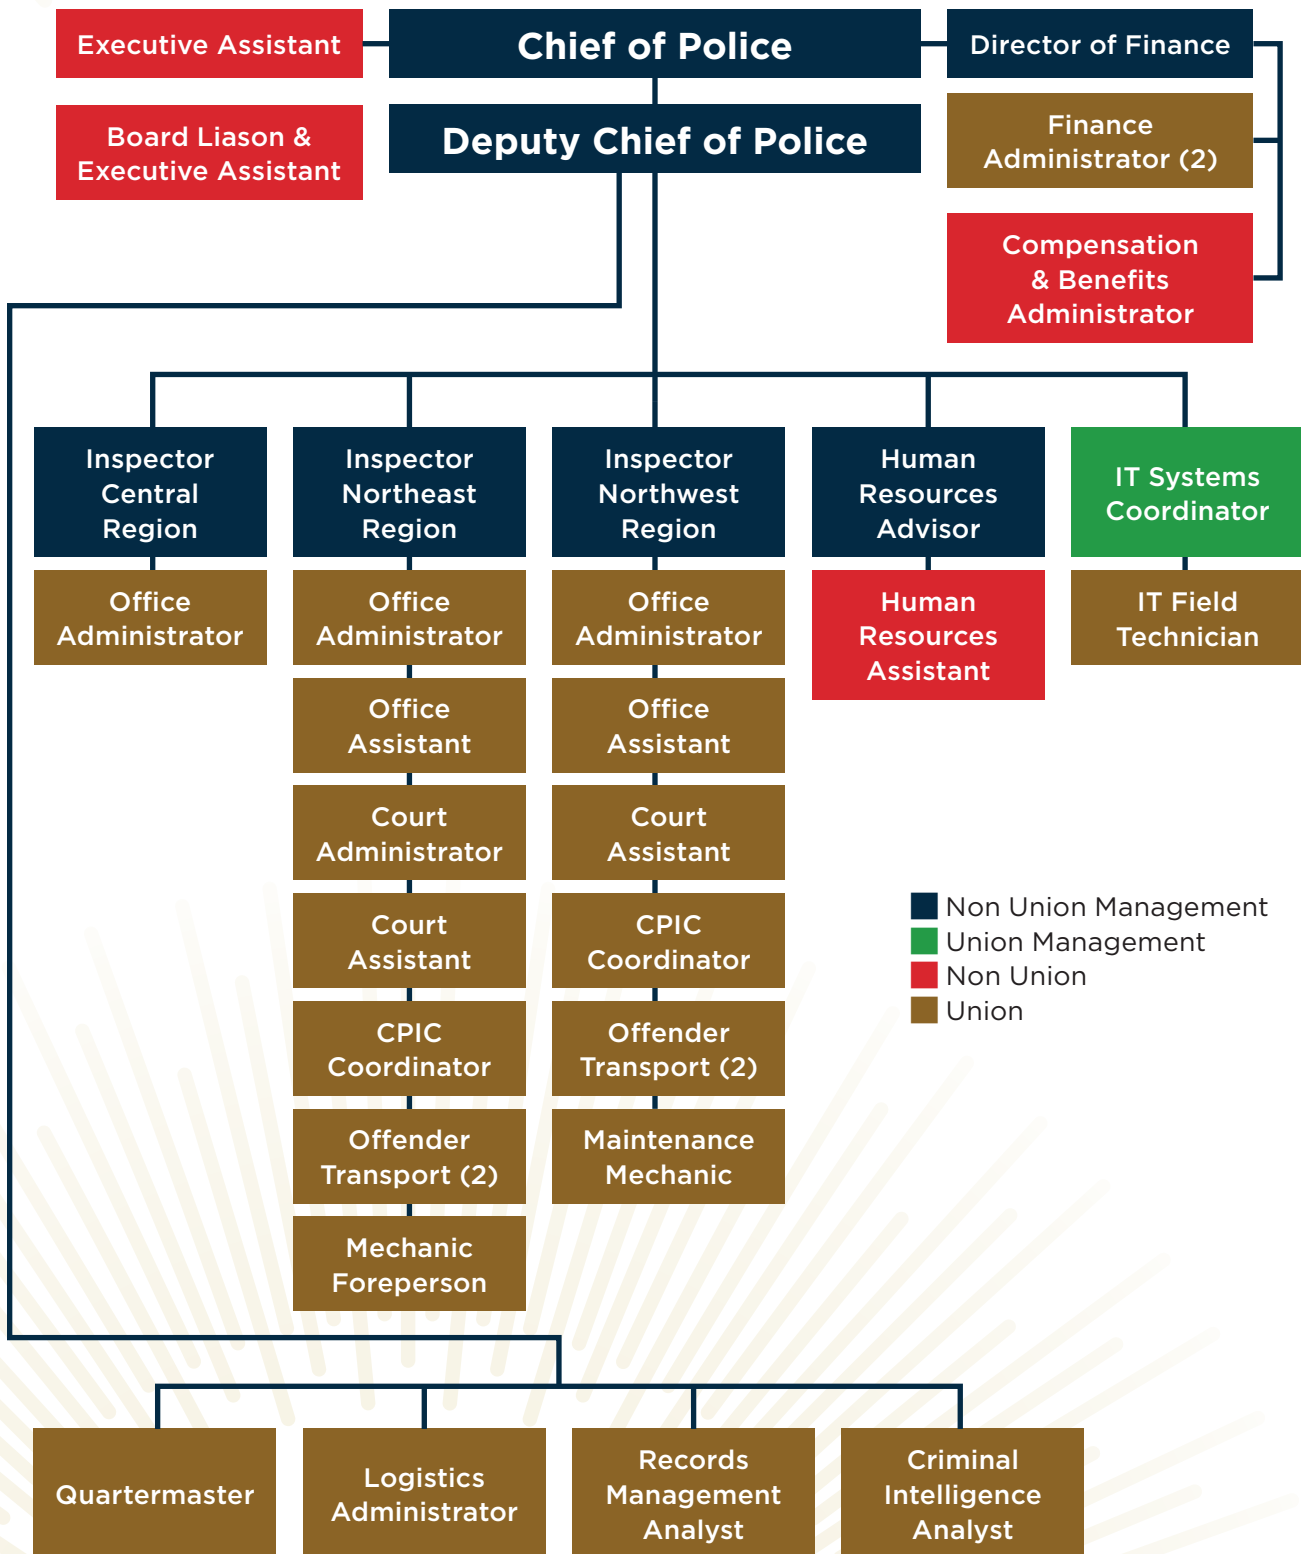 Executive Assistant
Chief of Police
Director of Finance
Board Liason &
Executive Assistant
Deputy Chief of Police
Finance
Administrator (2)
Compensation
& Benefits
Administrator
Inspector
Central
Region
Inspector
Northeast
Region
Inspector
Northwest
Region
Human
Resources
Advisor
IT Systems
Coordinator
Office
Administrator
Office
Administrator
Office
Administrator
Human
Resources
Assistant
IT Field
Technician
Office
Assistant
Office
Assistant
Court
Administrator
Court
Assistant
Court
Assistant
CPIC
Coordinator
CPIC
Coordinator
Offender
Transport (2)
Offender
Transport (2)
Maintenance
Mechanic
Mechanic
Foreperson
Non Union Management
Union Management
Non Union
Union
Quartermaster
Logistics
Administrator
Records
Management
Analyst
Criminal
Intelligence
Analyst